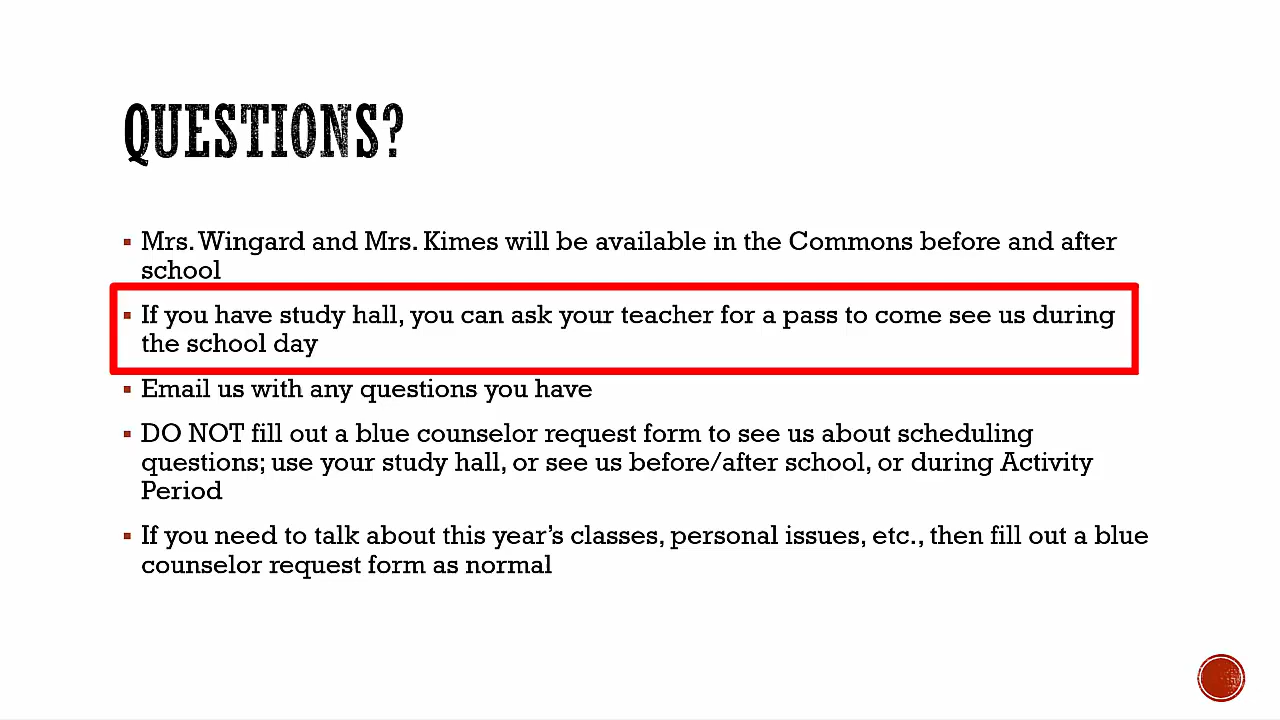 QUESTIONS?
▪ Mrs. Wingard and Mrs. Kimes will be available in the Commons before and after
school
▪ If you have study hall, you can ask your teacher for a pass to come see us during
the school day
▪ Email us with any questions you have
▪ DO NOT fill out a blue counselor request form to see us about scheduling
questions; use your study hall, or see us before/after school, or during Activity
Period
▪ If you need to talk about this year’s classes, personal issues, etc., then fill out a blue
counselor request form as normal